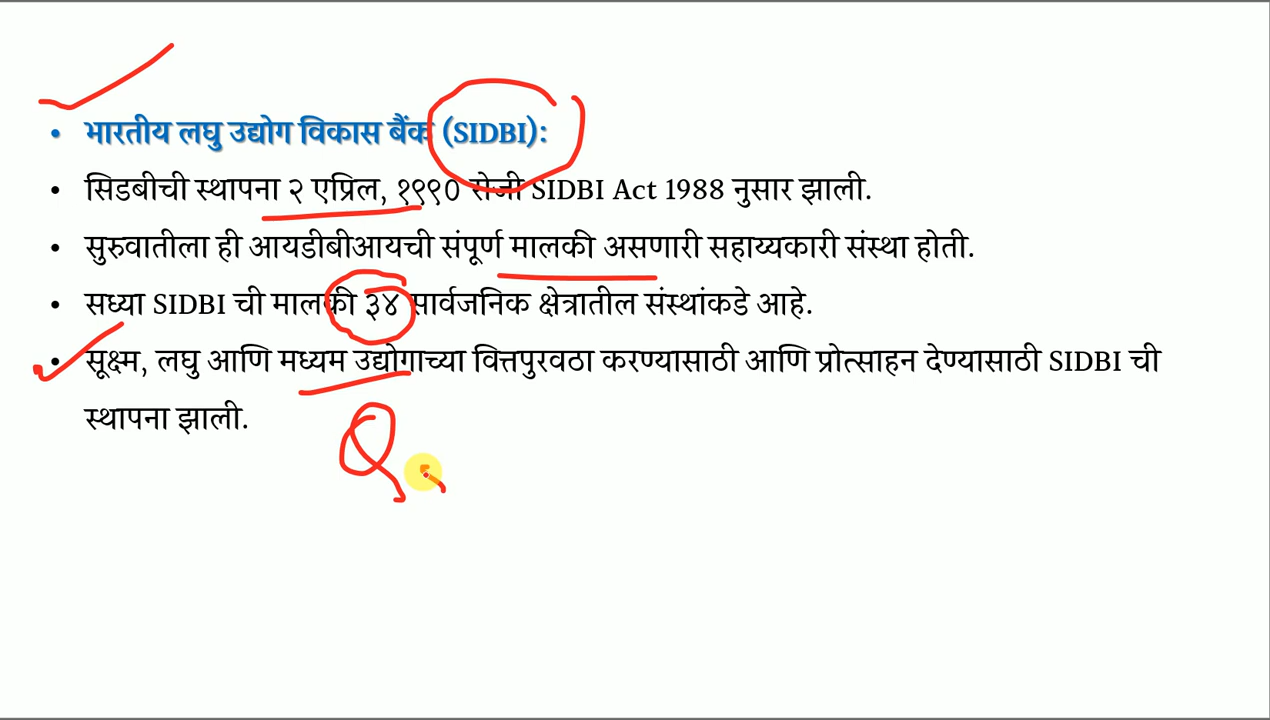 • भारतीय लघु उद्योग विकास बैंक (SIDBI):
• सिडबीची स्थापना २ एप्रिल, १९९० रोजी SIDBI Act 1988 नुसार झाली.
• सुरुवातीला ही आयडीबीआयची संपूर्ण मालकी असणारी सहाय्यकारी संस्था होती.
• सध्या SIDBI ची मालकी ३४ सार्वजनिक क्षेत्रातील संस्थांकडे आहे.
• सूक्ष्म, लघु आणि मध्यम उद्योगाच्या वित्तपुरवठा करण्यासाठी आणि प्रोत्साहन देण्यासाठी SIDBI ची
स्थापना झाली.